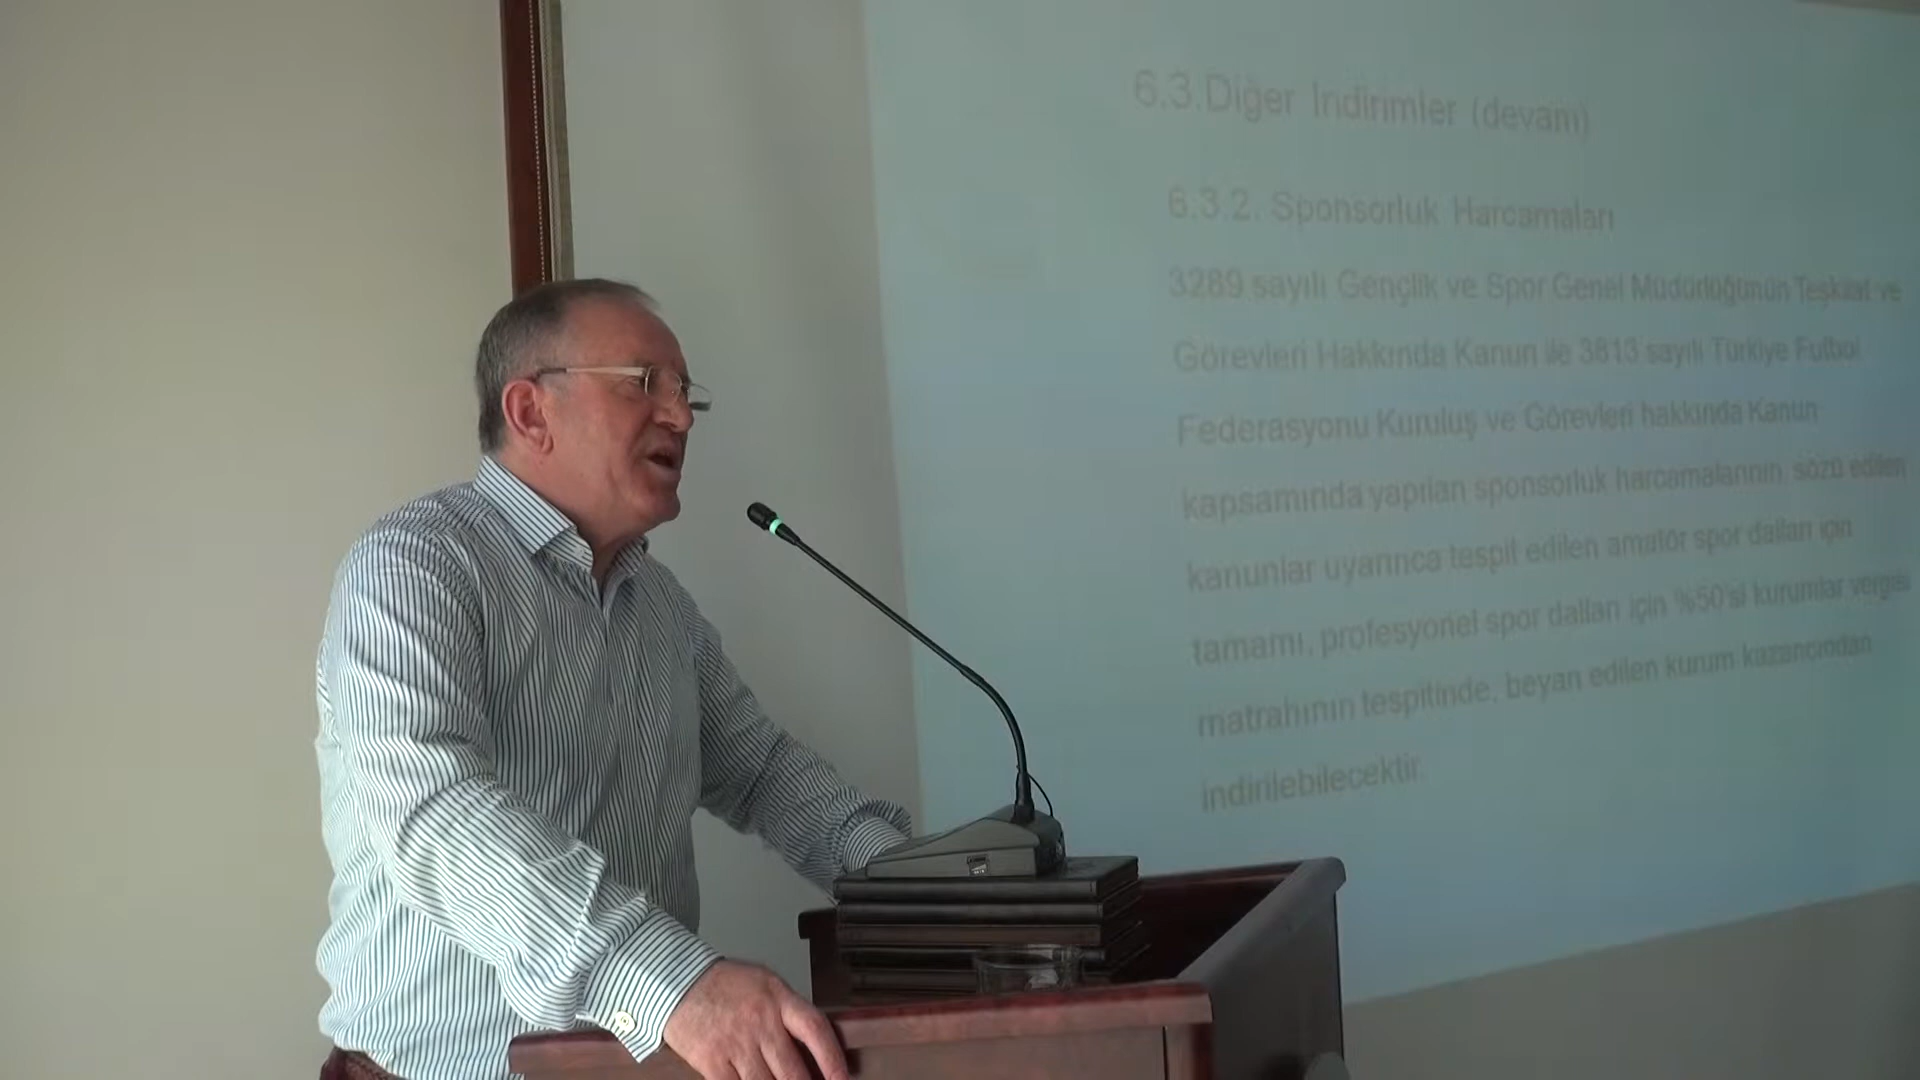 6.3.Diğer İndirimler (devam)
6.3.2. Sponsorluk Harcamaları
3289 sayılı Gençlik ve Spor Genel Müdürlüğünün Teşkilat ve
Görevleri Hakkında Kanun ile 3813 sayılı Türkiye Futbol
Federasyonu Kuruluş ve Görevleri hakkında Kanun
kapsamında yapılan sponsorluk harcamalarının, sözü edilen
kanunlar uyarınca tespit edilen amatör spor dalları için
tamamı, profesyonel spor dalları için %50'si kurumlar vergisi
matrahının tespitinde, beyan edilen kurum kazancından
indirilebilecektir.